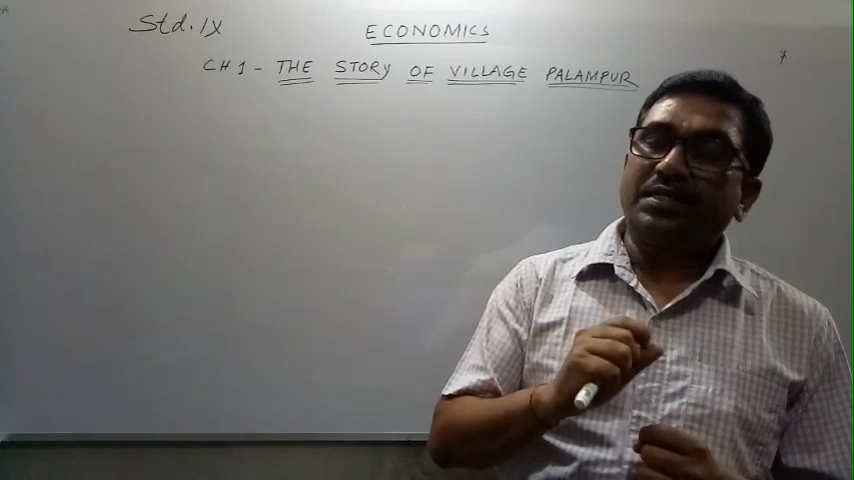 Std. IX
ECONOMICS
CH 1 - THE STORY OF VILLAGE PALAMPUR